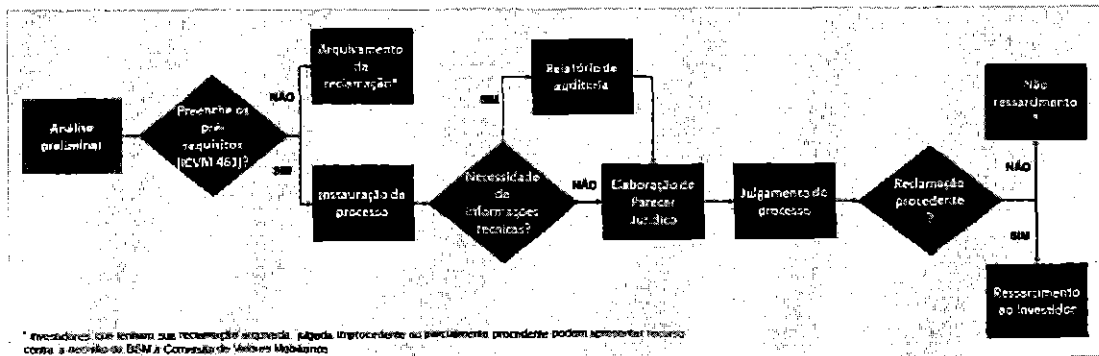 Análise
preliminar
Preenche os
pré-
requisitos
(ICVM 461)?
NÃO
SIM
Arquivamento
da
reclamação*
Instauração do
processo
Necessidade
de
informações
técnicas?
SIM
NÃO
Relatório de
auditoria
Elaboração de
Parecer
Jurídico
Julgamento do
processo
Reclamação
procedente
?
NÃO
SIM
Não
ressarcimento
*
Ressarcimento
ao investidor
* Investidores que tenham sua reclamação arquivada, julgada improcedente ou parcialmente procedente podem apresentar recurso
contra a decisão da BSM à Comissão de Valores Mobiliários